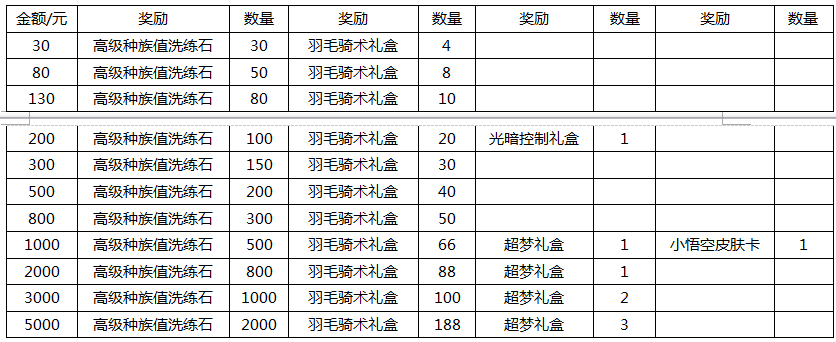 金额/元 奖励 数量 奖励 数量 奖励 数量 奖励 数量
30 高级种族值洗练石 30 羽毛骑术礼盒 4
80 高级种族值洗练石 50 羽毛骑术礼盒 8
130 高级种族值洗练石 80 羽毛骑术礼盒 10
200 高级种族值洗练石 100 羽毛骑术礼盒 20 光暗控制礼盒 1
300 高级种族值洗练石 150 羽毛骑术礼盒 30
500 高级种族值洗练石 200 羽毛骑术礼盒 40
800 高级种族值洗练石 300 羽毛骑术礼盒 50
1000 高级种族值洗练石 500 羽毛骑术礼盒 66 超梦礼盒 1 小悟空皮肤卡 1
2000 高级种族值洗练石 800 羽毛骑术礼盒 88 超梦礼盒 1
3000 高级种族值洗练石 1000 羽毛骑术礼盒 100 超梦礼盒 2
5000 高级种族值洗练石 2000 羽毛骑术礼盒 188 超梦礼盒 3